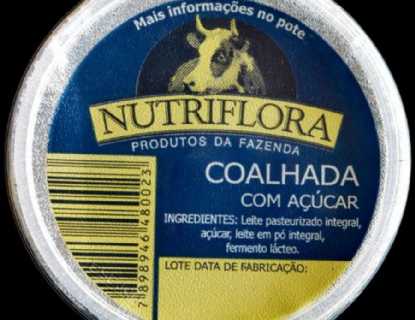 Mais informações no pote
NUTRIFLORA
PRODUTOS DA FAZENDA
COALHADA
COM AÇÚCAR
INGREDIENTES: Leite pasteurizado integral,
açúcar, leite em pó integral,
fermento lácteo.
LOTE DATA DE FABRICAÇÃO:
7898946480023